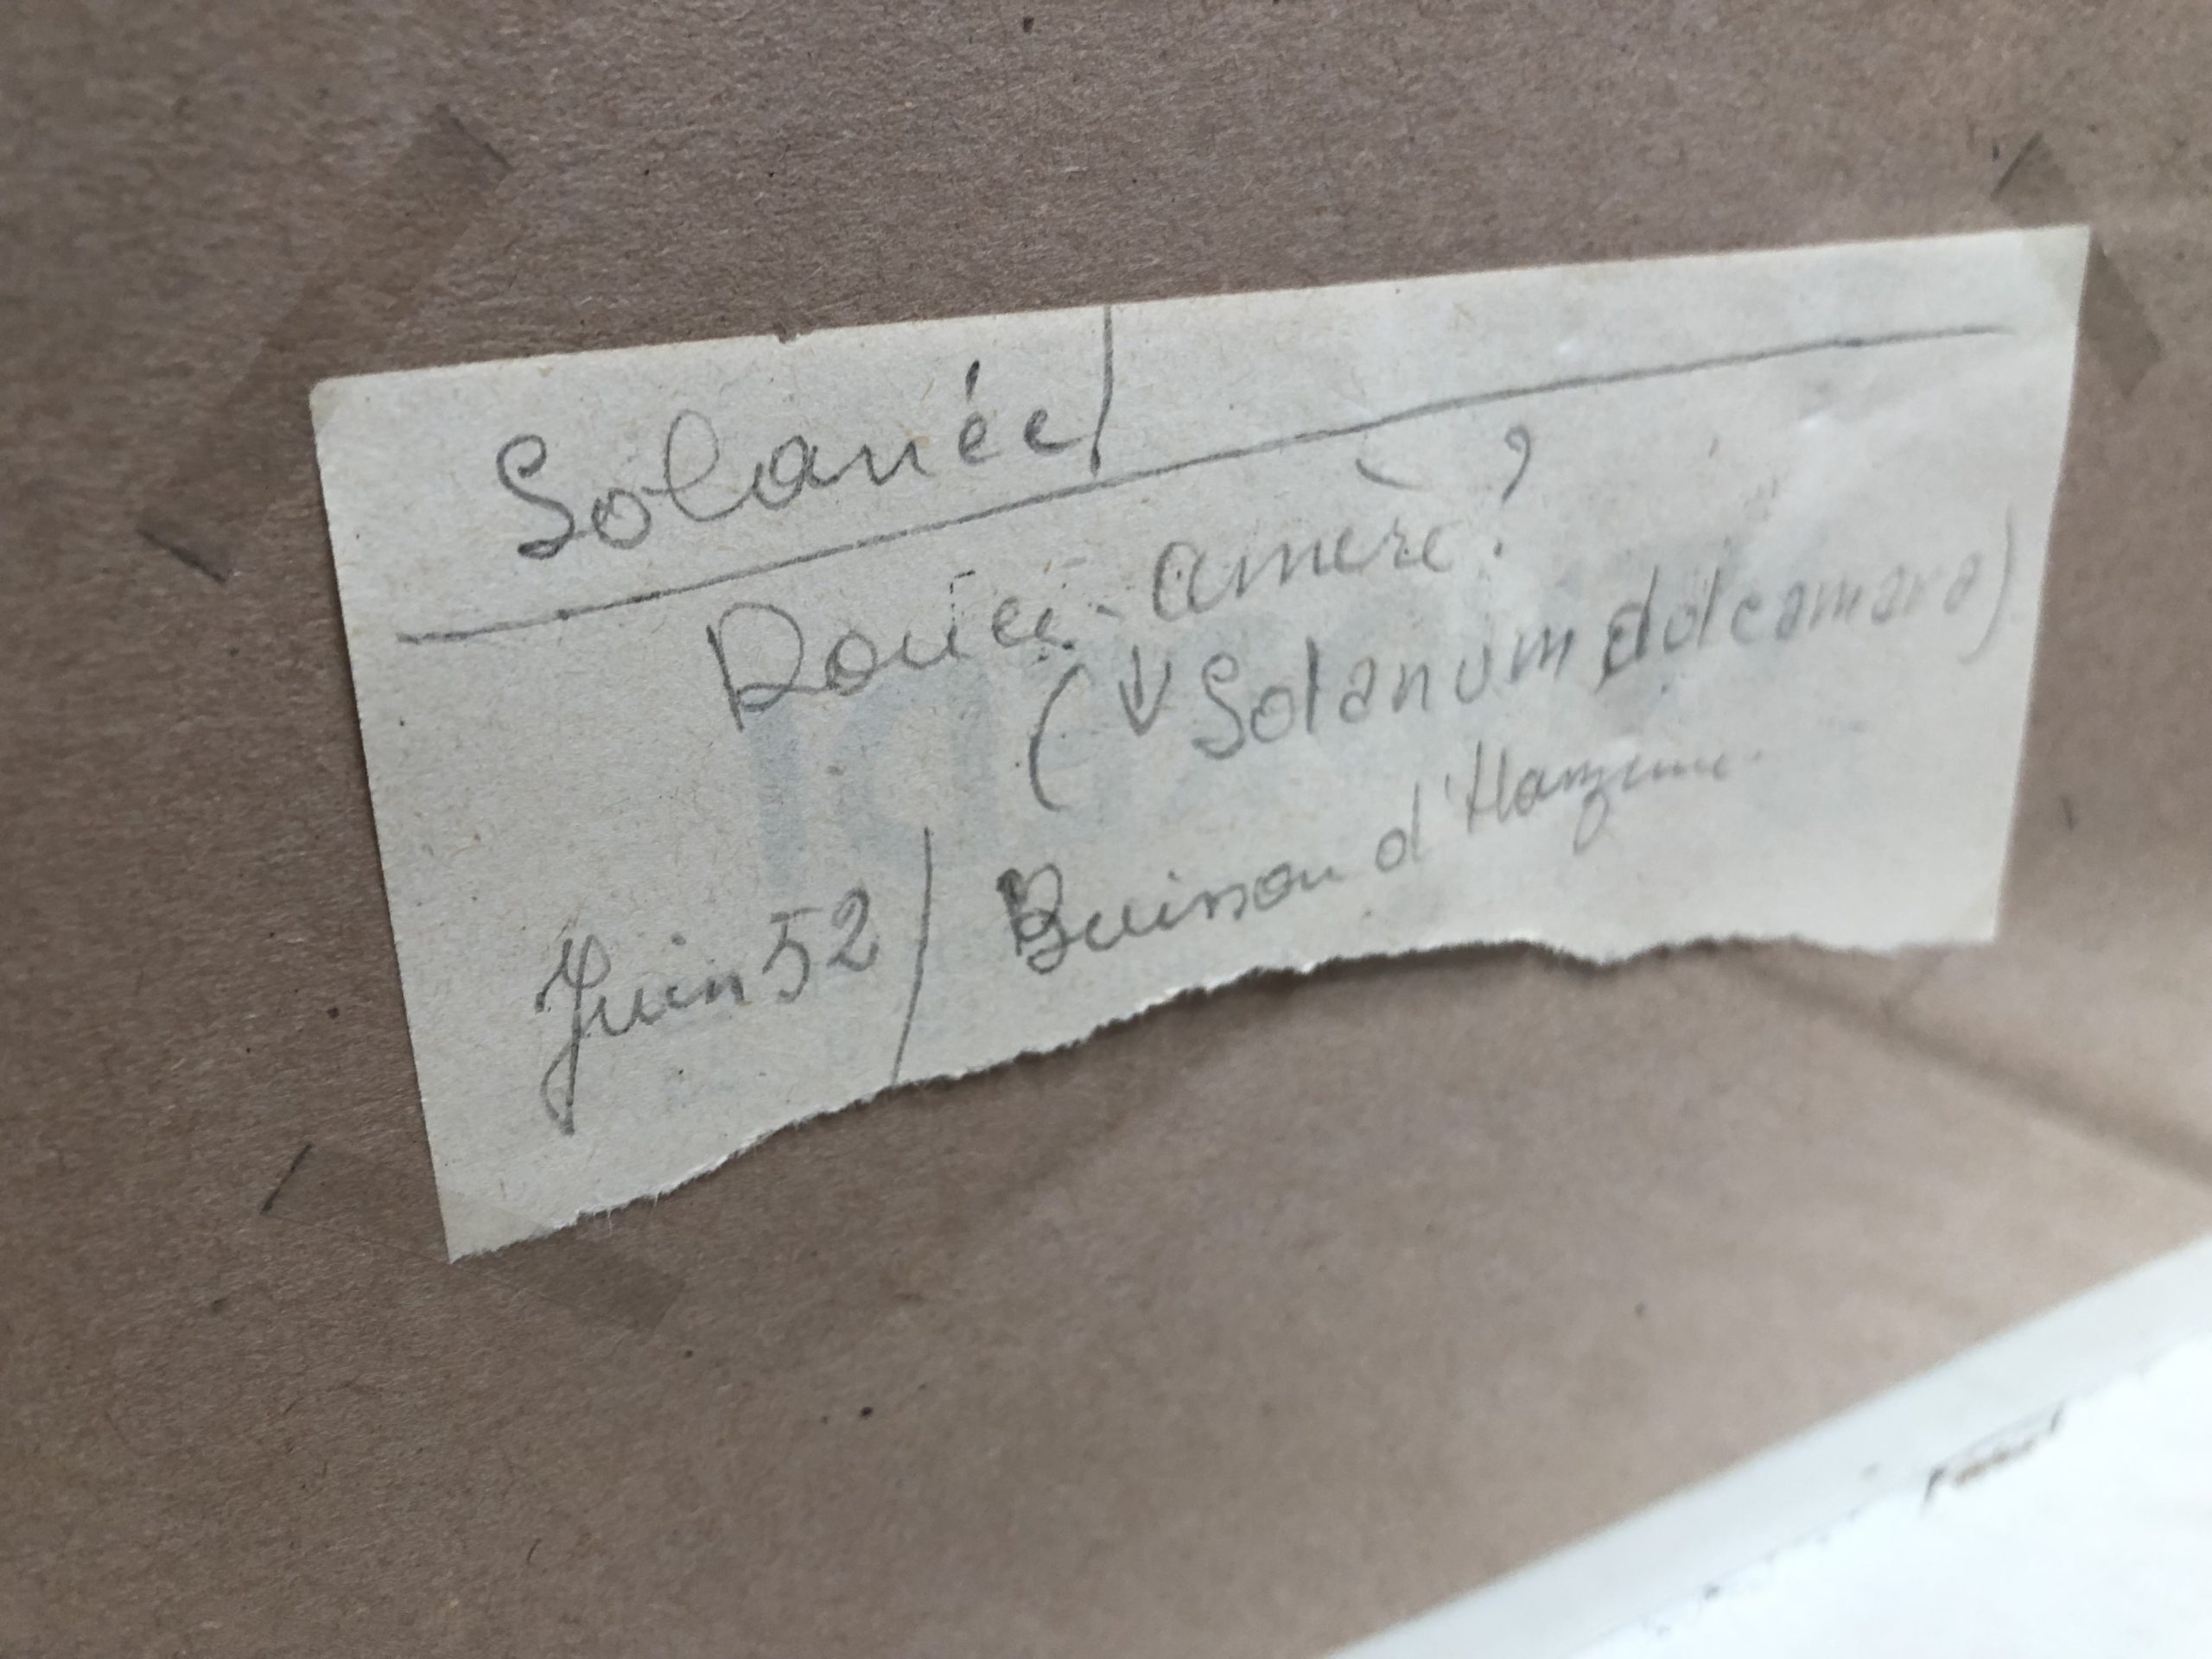 Solanée
Douce-amère ?
(↓ Solanum dolcamara)
Juin 52 / Buisson